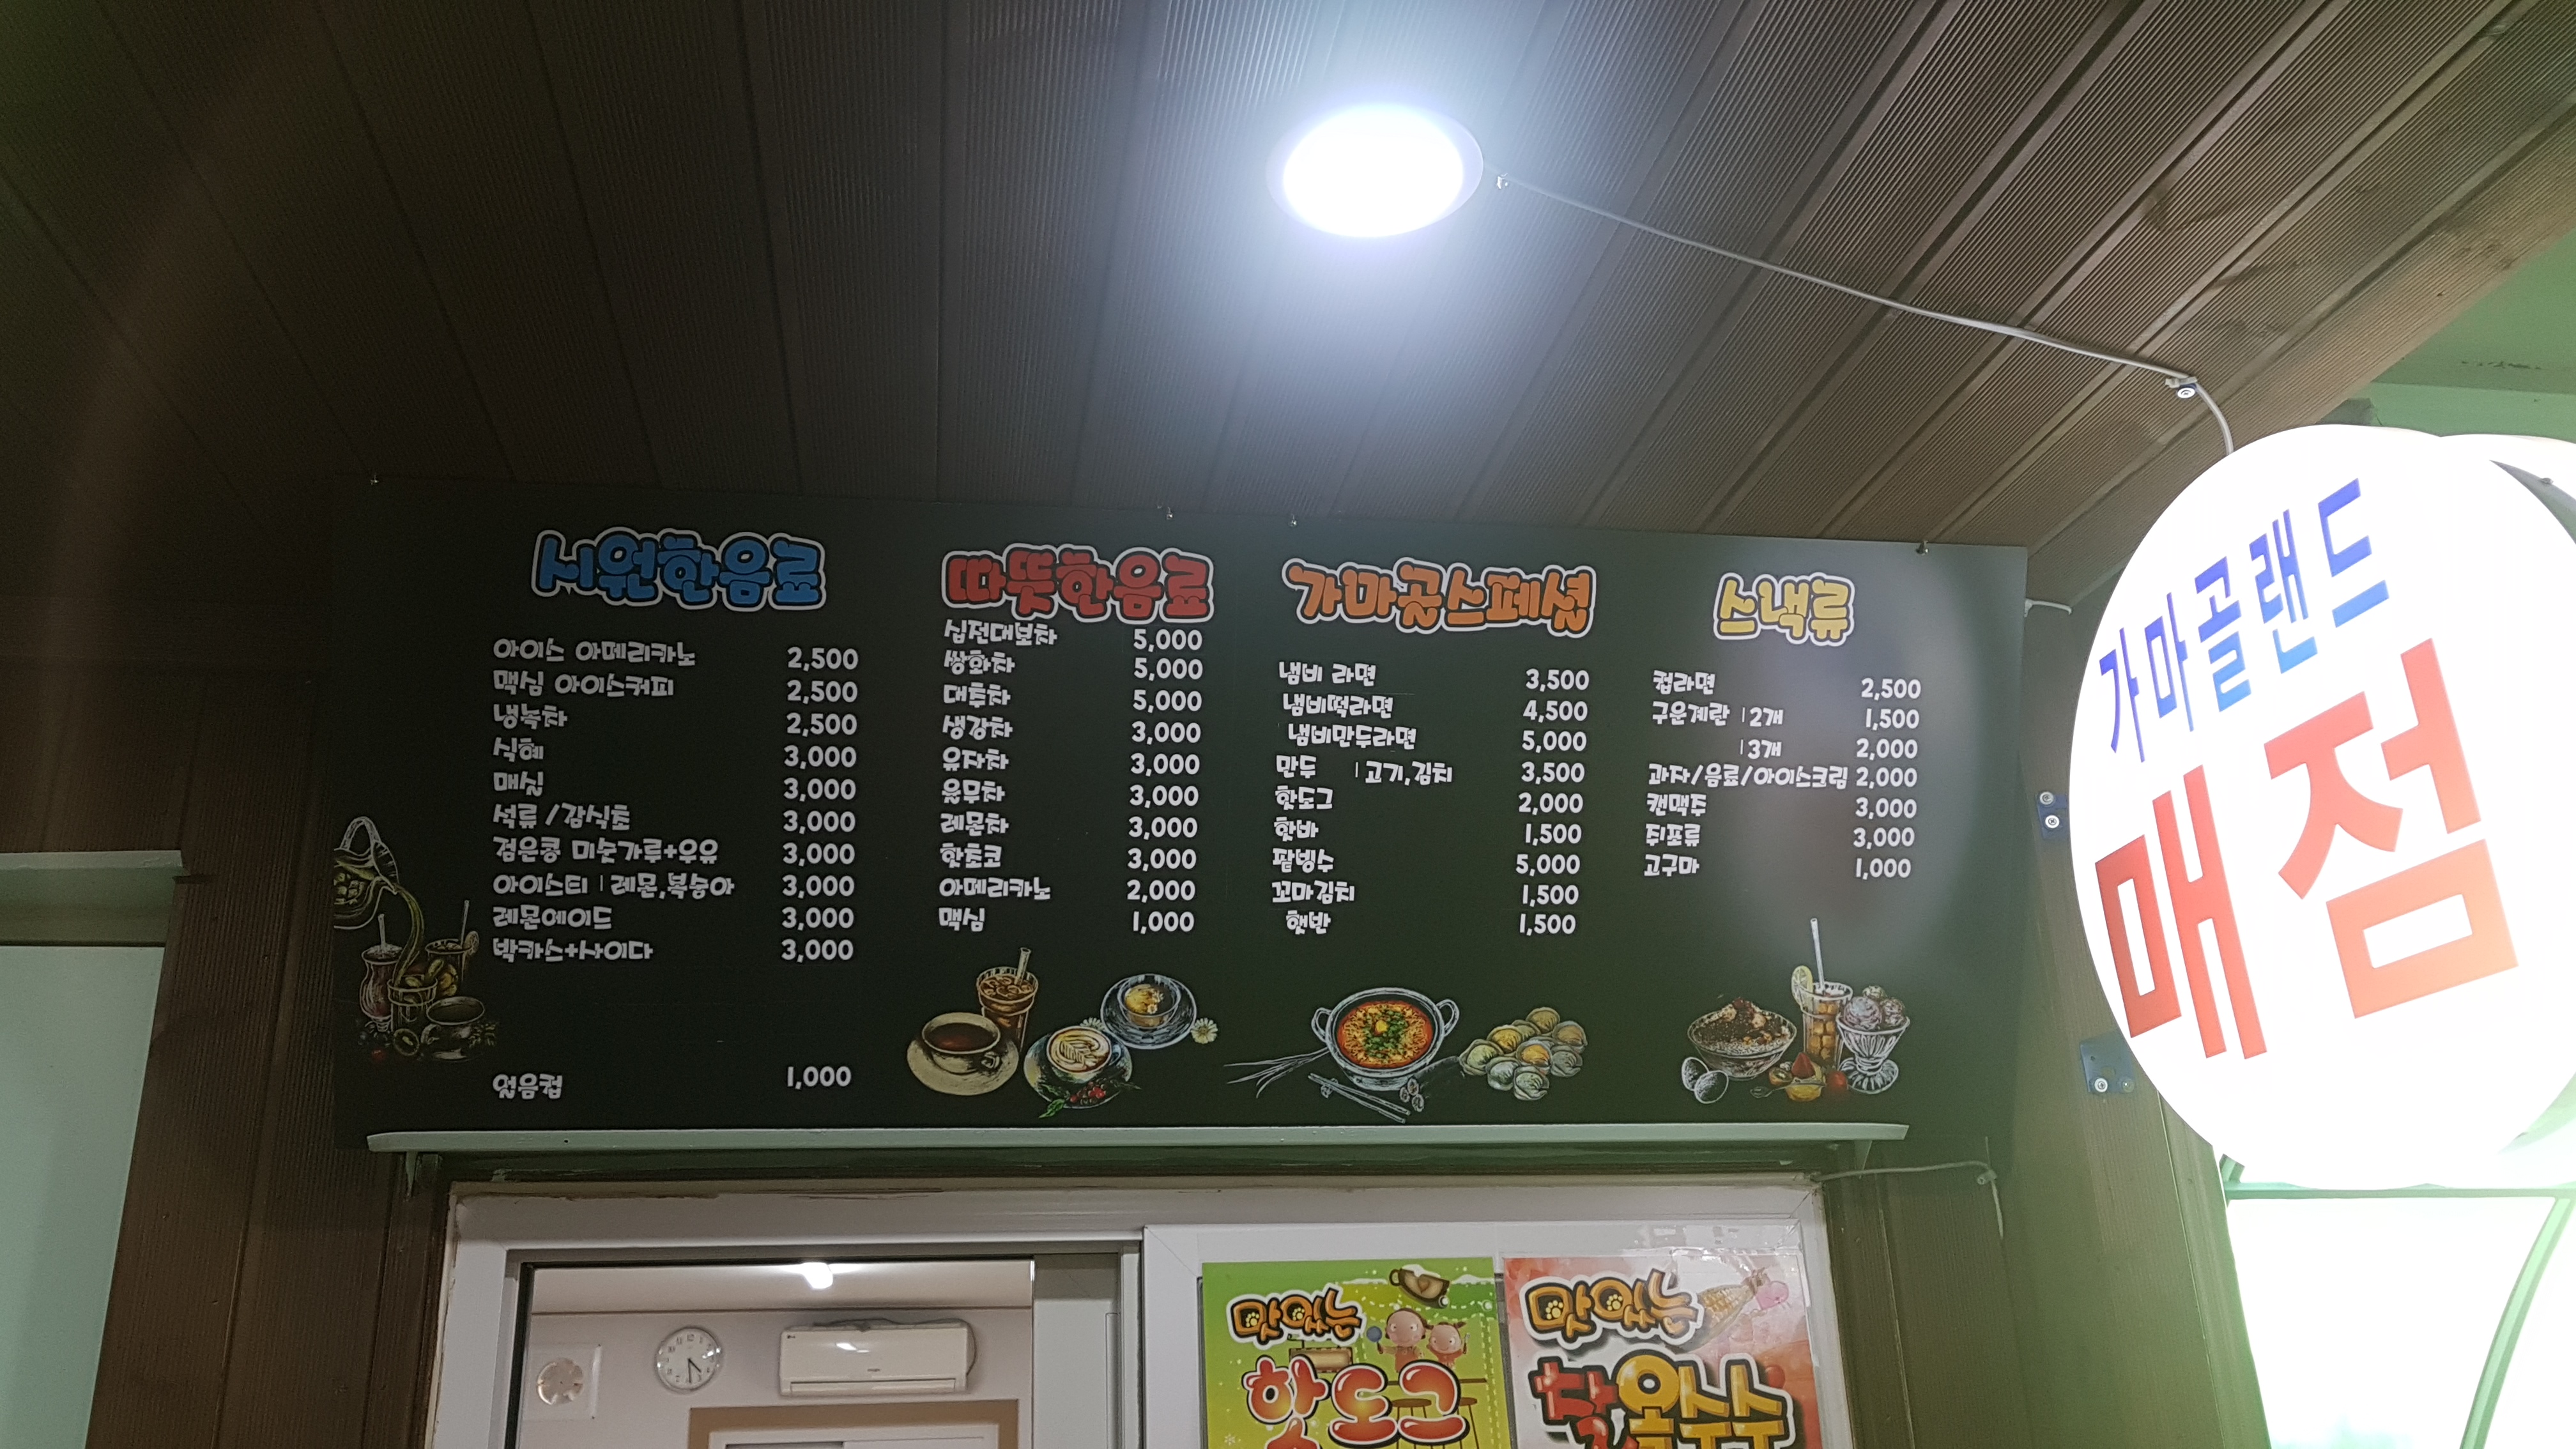 시원한음료
아이스 아메리카노 2,500
맥심 아이스커피 2,500
냉녹차 2,500
식혜 3,000
매실 3,000
석류 / 감식초 3,000
검은콩 미숫가루+우유 3,000
아이스티 | 레몬,복숭아 3,000
레몬에이드 3,000
박카스+사이다 3,000
얼음컵 1,000
따뜻한음료
십전대보차 5,000
쌍화차 5,000
대추차 5,000
생강차 3,000
유자차 3,000
율무차 3,000
레몬차 3,000
핫초코 3,000
아메리카노 2,000
맥심 1,000
가마골스페셜
냄비 라면 3,500
냄비떡라면 4,500
냄비만두라면 5,000
만두 | 고기,김치 3,500
핫도그 2,000
핫바 1,500
팥빙수 5,000
꼬마김치 1,500
햇반 1,500
스낵류
컵라면 2,500
구운계란 | 2개 1,500
| 3개 2,000
과자/음료/아이스크림 2,000
캔맥주 3,000
쥐포류 3,000
고구마 1,000
가마골랜드
매점
맛있는
핫도그
맛있는
찰옥수수